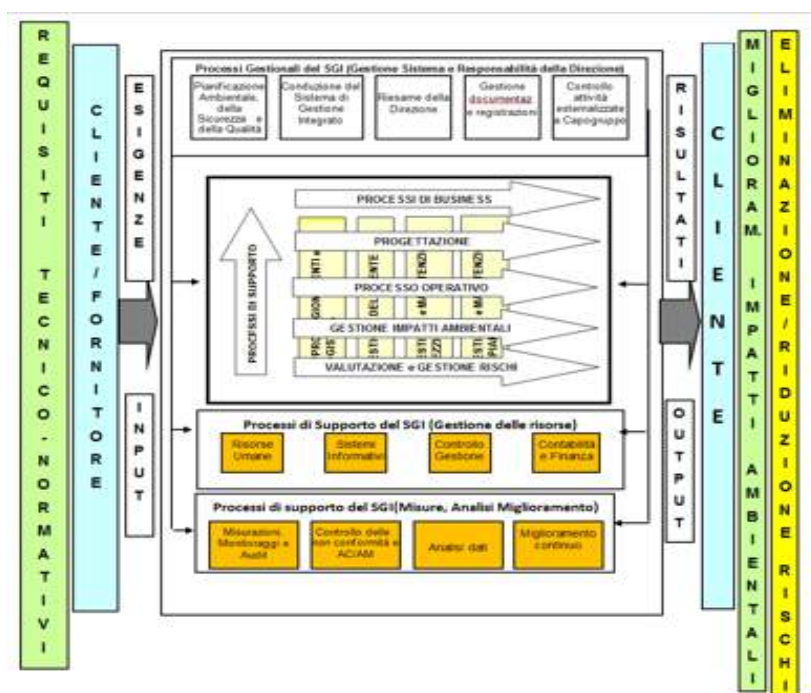 REQUISITI TECNICO-NORMATIVI
CLIENTE/FORNITORE
ESIGENZE
INPUT
Processi Gestionali del SGI (Gestione Sistema e Responsabilità della Direzione)
Pianificazione
Ambientale,
della
Sicurezza e
della Qualità
Conduzione del
Sistema di
Gestione
Integrato
Riesame della
Direzione
Gestione
documentaz
e registrazioni
Controllo
attività
esternalizzate
a Capogruppo
PROCESSI DI SUPPORTO
PROCESSI DI BUSINESS
PROGETTAZIONE
PROCESSO OPERATIVO
GESTIONE IMPATTI AMBIENTALI
VALUTAZIONE e GESTIONE RISCHI
Processi di Supporto del SGI (Gestione delle risorse)
Risorse
Umane
Sistemi
Informativi
Controllo
Gestione
Contabilità
e Finanza
Processi di supporto del SGI(Misure, Analisi Miglioramento)
Misurazioni,
Monitoraggi e
Audit
Controllo delle
non conformità e
AC/AM
Analisi dati
Miglioramento
continuo
RISULTATI
OUTPUT
CLIENTE
MIGLIORAM. IMPATTI AMBIENTALI
ELIMINAZIONE/RIDUZIONE RISCHI